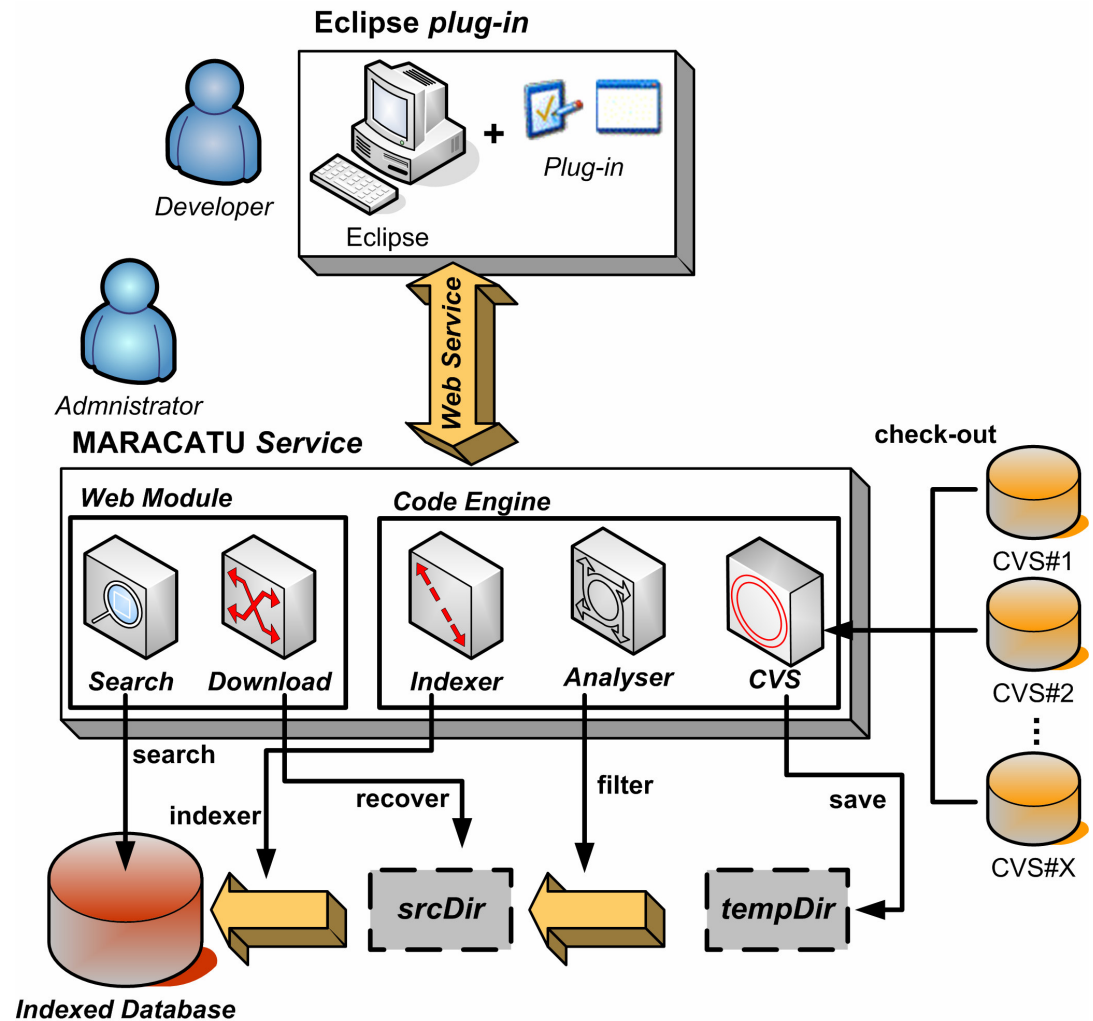 Eclipse plug-in
+
Plug-in
Developer
Eclipse
Web Service
Admnistrator
MARACATU Service
check-out
Web Module
Code Engine
CVS#1
Search
Download
Indexer
Analyser
CVS
CVS#2
search
filter
recover
save
indexer
CVS#X
srcDir
tempDir
Indexed Database